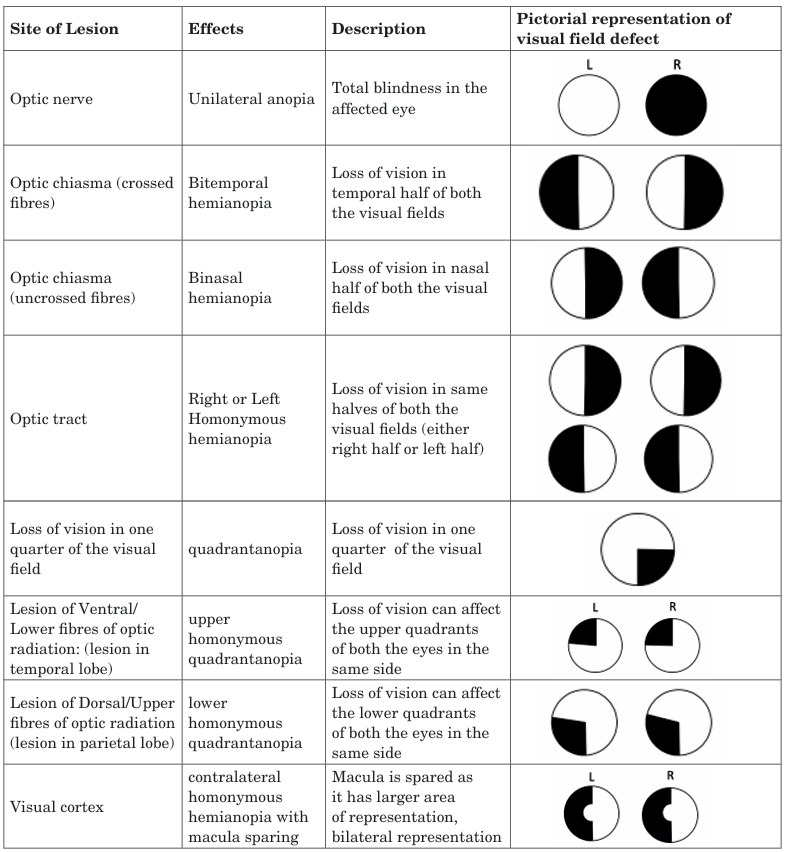 Site of Lesion
Effects
Description
Pictorial representation of
visual field defect
Optic nerve
Unilateral anopia
Total blindness in the
affected eye
L R
Optic chiasma (crossed
fibres)
Bitemporal
hemianopia
Loss of vision in
temporal half of both
the visual fields
Optic chiasma
(uncrossed fibres)
Binasal
hemianopia
Loss of vision in nasal
half of both the visual
fields
Optic tract
Right or Left
Homonymous
hemianopia
Loss of vision in same
halves of both the
visual fields (either
right half or left half)
Loss of vision in one
quarter of the visual
field
quadrantanopia
Loss of vision in one
quarter of the visual
field
Lesion of Ventral/
Lower fibres of optic
radiation: (lesion in
temporal lobe)
upper
homonymous
quadrantanopia
Loss of vision can affect
the upper quadrants
of both the eyes in the
same side
L R
Lesion of Dorsal/Upper
fibres of optic radiation
(lesion in parietal lobe)
lower
homonymous
quadrantanopia
Loss of vision can affect
the lower quadrants
of both the eyes in the
same side
Visual cortex
contralateral
homonymous
hemianopia with
macula sparing
Macula is spared as
it has larger area
of representation,
bilateral representation
L R